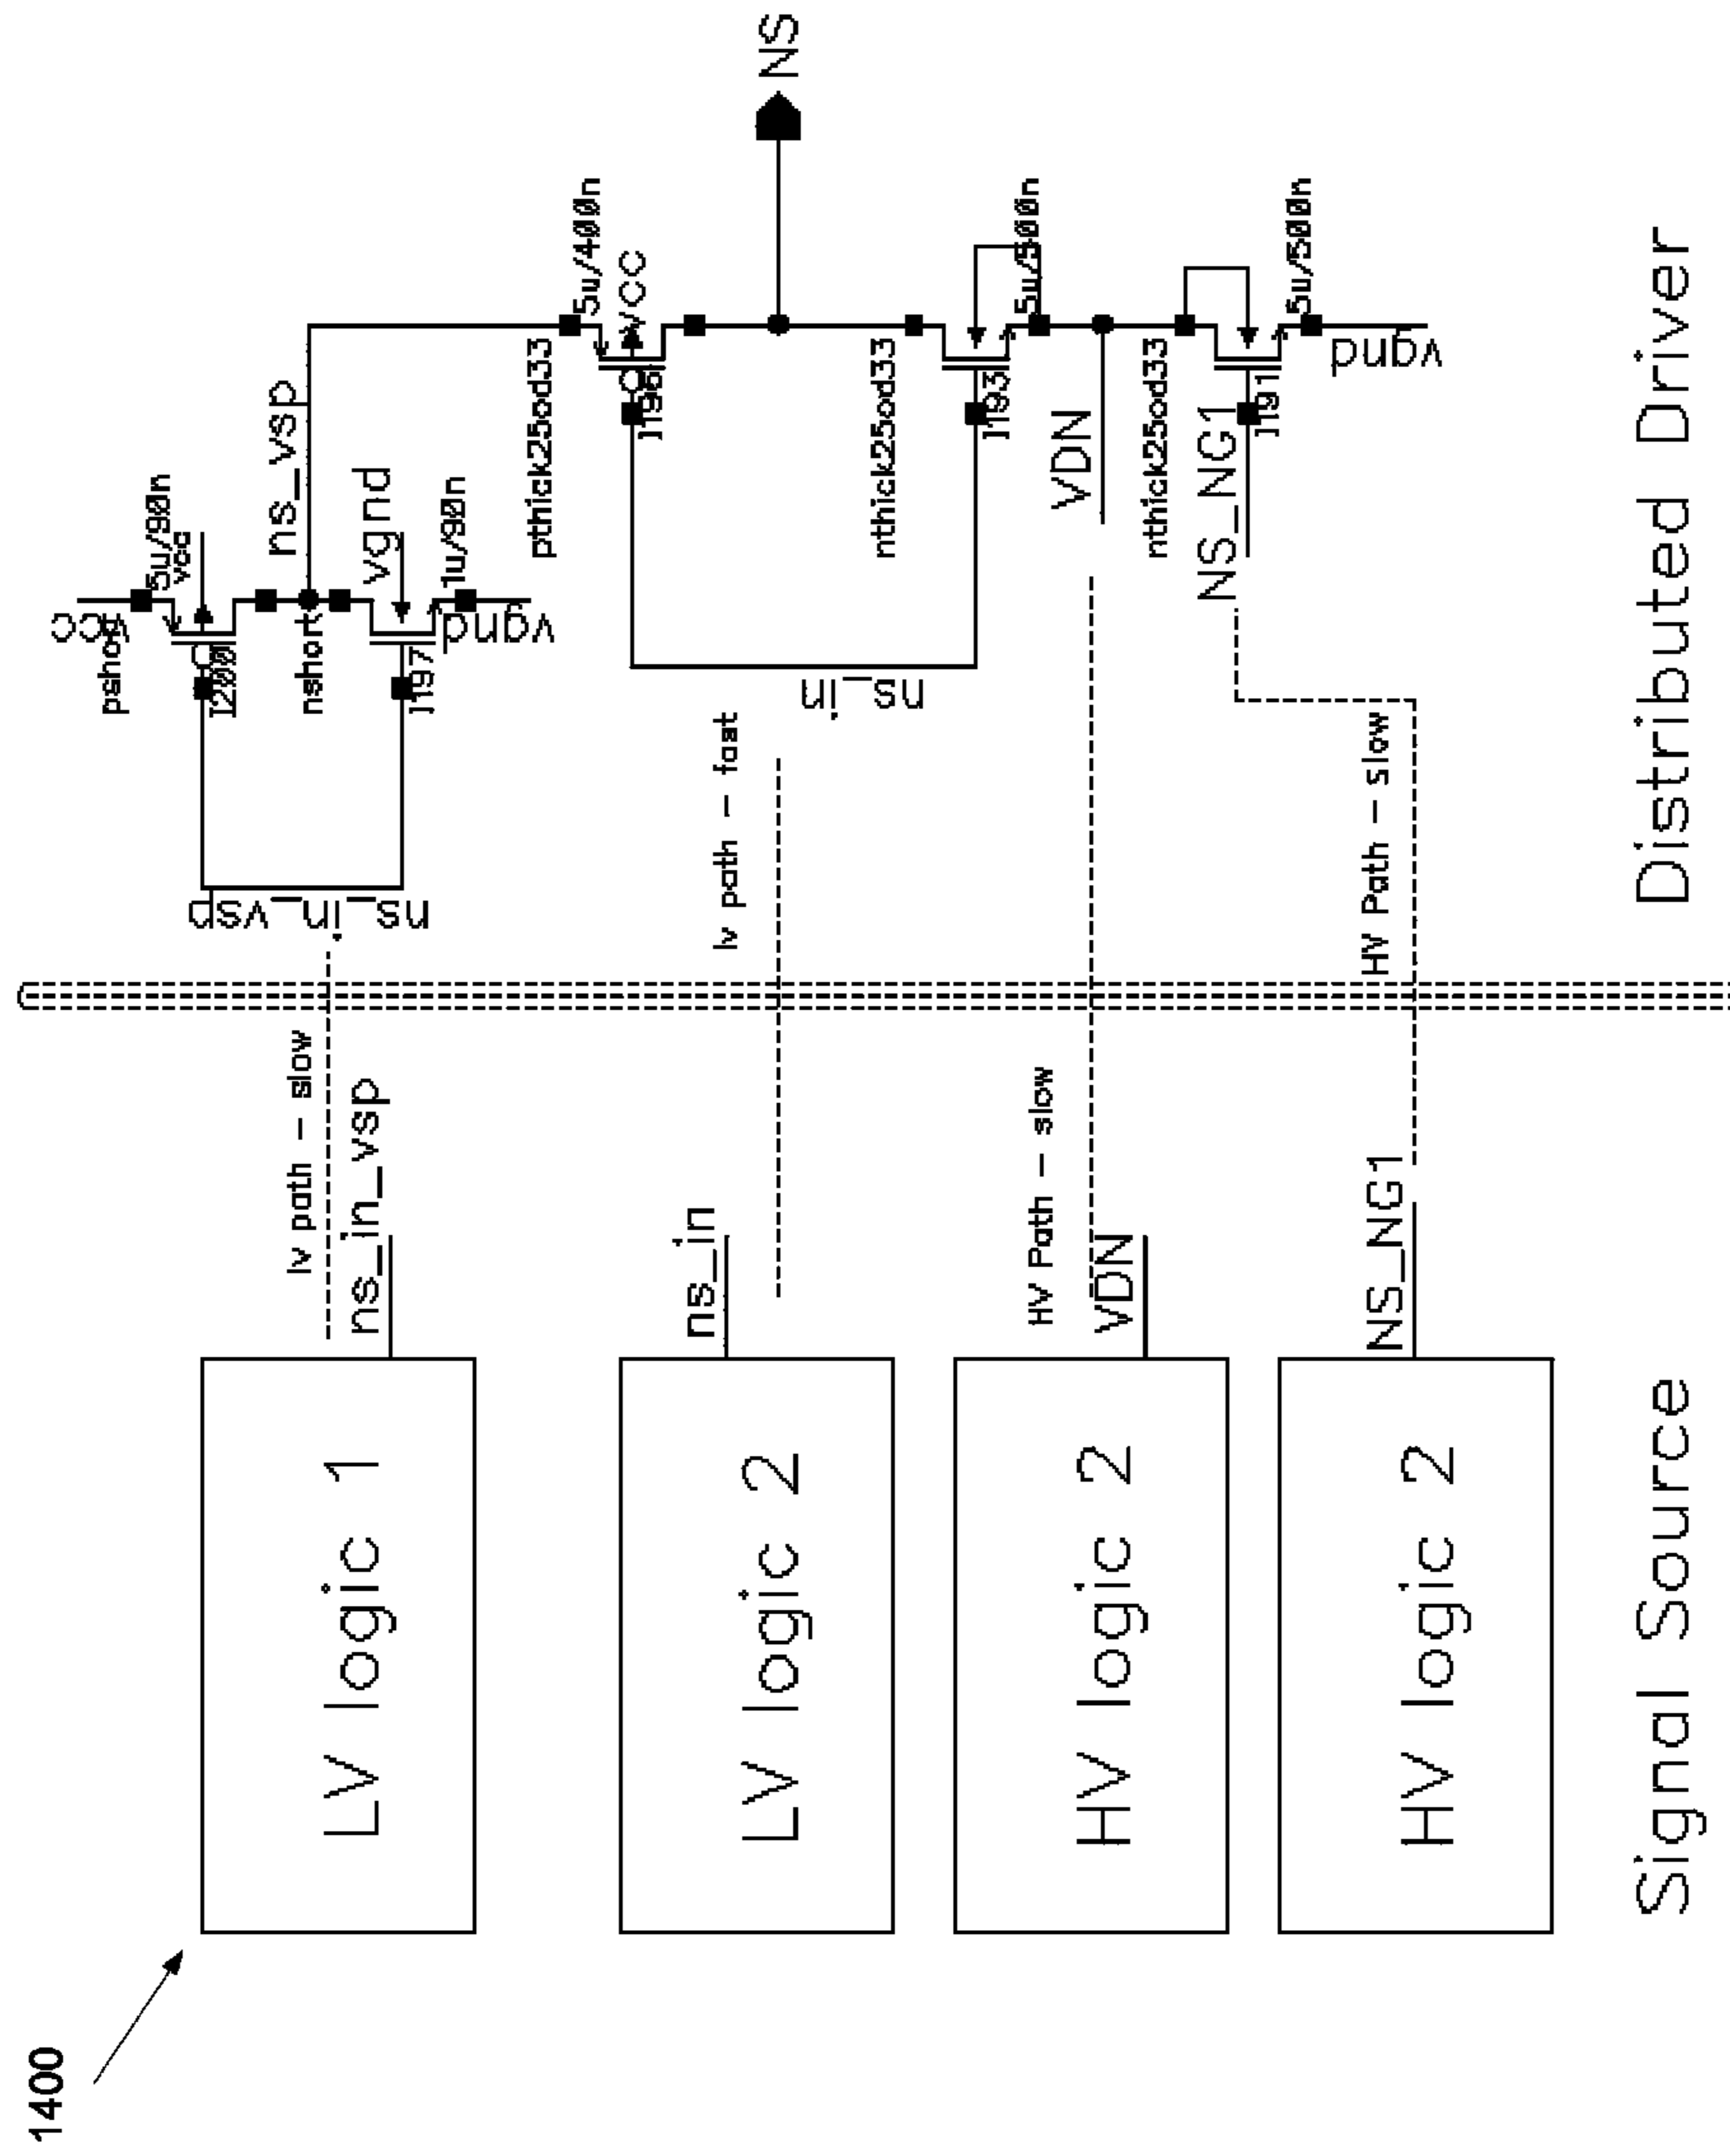 1400
LV logic 1
ns_in_vsp
lv path - slow
ns_in_vsp
pshort
vcc
5u/90n
vcc
I200
nshort
ns_vsp
vgnd
I197
1u/90n
vgnd
LV logic 2
ns_in
lv path - fast
ns_in
pthick25od33
5u/400n
vcc
NS
nthick25od33
I193
5u/500n
HV logic 2
VDN
HV Path - slow
VDN
nthick25od33
I191
5u/500n
vgnd
HV logic 2
NS_NG1
HV Path - slow
NS_NG1
Signal Source
Distributed Driver